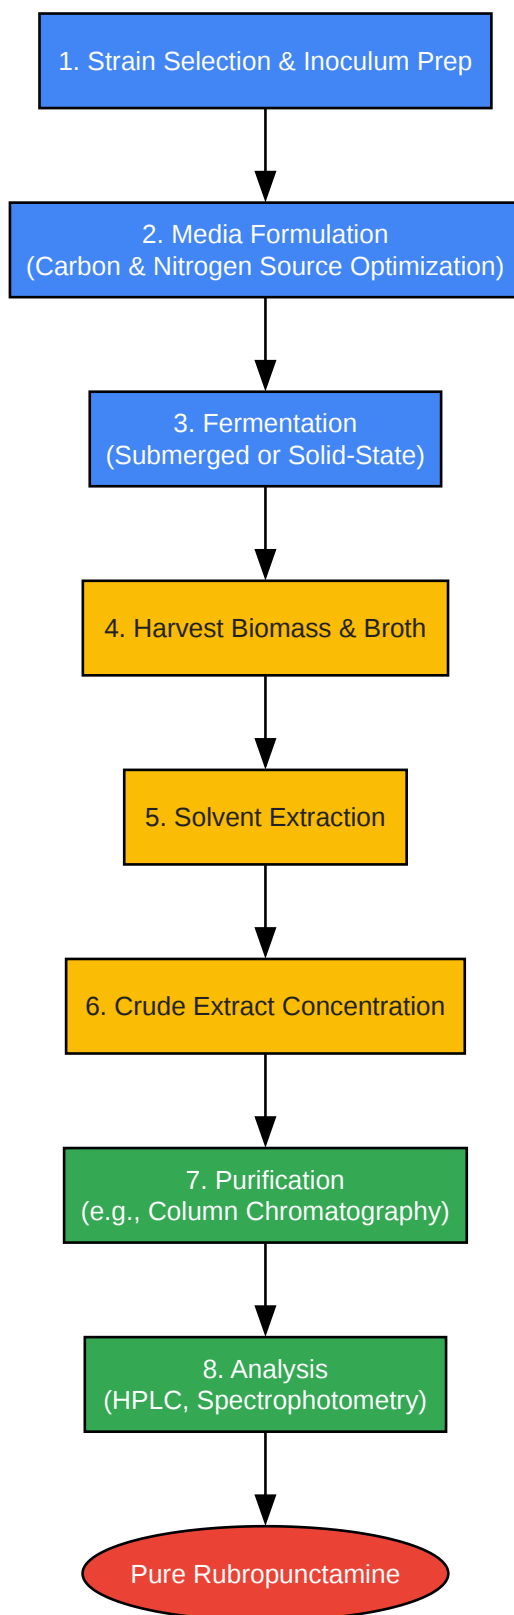 1. Strain Selection & Inoculum Prep
2. Media Formulation
(Carbon & Nitrogen Source Optimization)
3. Fermentation
(Submerged or Solid-State)
4. Harvest Biomass & Broth
5. Solvent Extraction
6. Crude Extract Concentration
7. Purification
(e.g., Column Chromatography)
8. Analysis
(HPLC, Spectrophotometry)
Pure Rubropunctamine